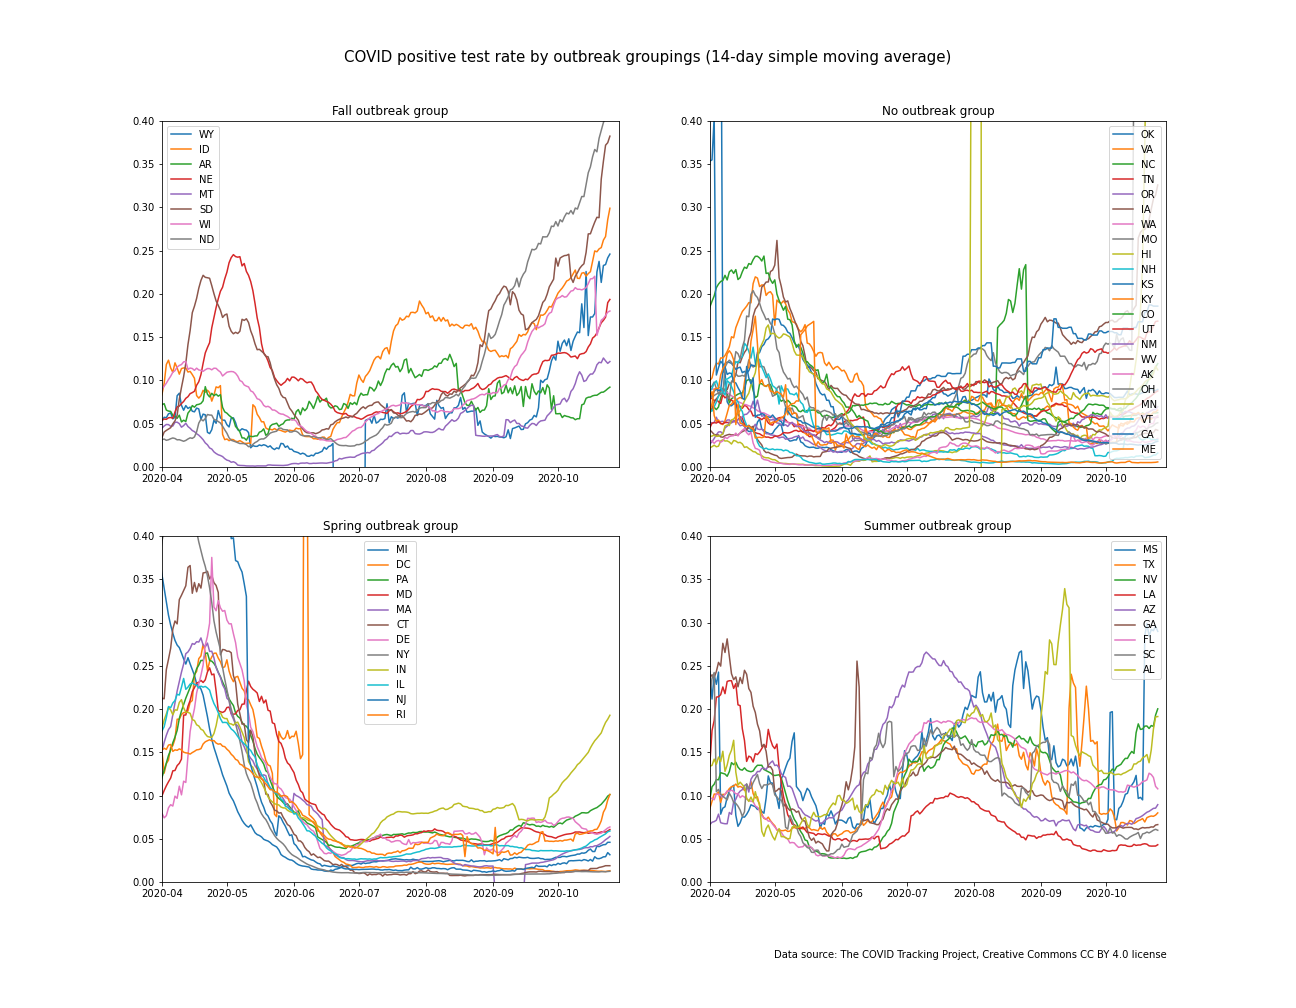 COVID positive test rate by outbreak groupings (14-day simple moving average)
Fall outbreak group
0.40
0.35
0.30
0.25
0.20
0.15
0.10
0.05
0.00
2020-04 2020-05 2020-06 2020-07 2020-08 2020-09 2020-10
WY
ID
AR
NE
MT
SD
WI
ND
No outbreak group
0.40
0.35
0.30
0.25
0.20
0.15
0.10
0.05
0.00
2020-04 2020-05 2020-06 2020-07 2020-08 2020-09 2020-10
OK
VA
NC
TN
OR
IA
WA
MO
HI
NH
KS
KY
CO
UT
NM
WV
AK
OH
MN
VT
CA
ME
Spring outbreak group
0.40
0.35
0.30
0.25
0.20
0.15
0.10
0.05
0.00
2020-04 2020-05 2020-06 2020-07 2020-08 2020-09 2020-10
MI
DC
PA
MD
MA
CT
DE
NY
IN
IL
NJ
RI
Summer outbreak group
0.40
0.35
0.30
0.25
0.20
0.15
0.10
0.05
0.00
2020-04 2020-05 2020-06 2020-07 2020-08 2020-09 2020-10
MS
TX
NV
LA
AZ
GA
FL
SC
AL
Data source: The COVID Tracking Project, Creative Commons CC BY 4.0 license